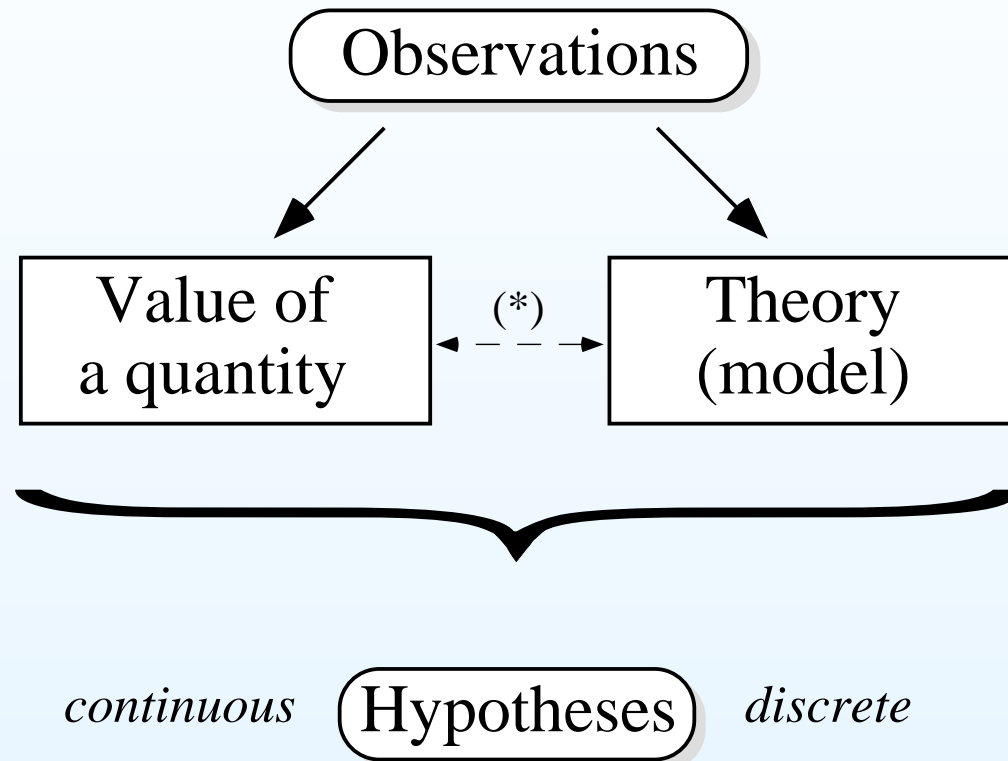 Observations
Value of
a quantity
(*)
Theory
(model)
continuous
Hypotheses
discrete